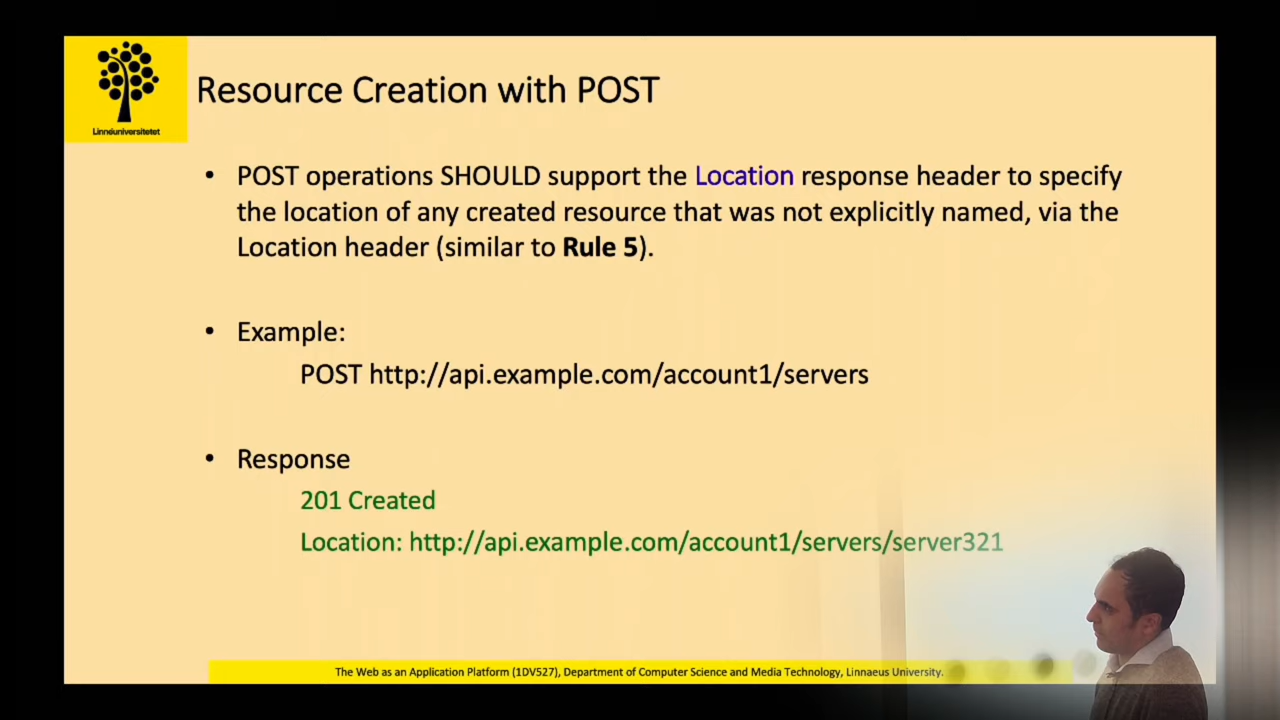 Linnéuniversitetet
Resource Creation with POST
• POST operations SHOULD support the Location response header to specify
the location of any created resource that was not explicitly named, via the
Location header (similar to Rule 5).
• Example:
POST http://api.example.com/account1/servers
• Response
201 Created
Location: http://api.example.com/account1/servers/server321
The Web as an Application Platform (1DV527), Department of Computer Science and Media Technology, Linnaeus University.